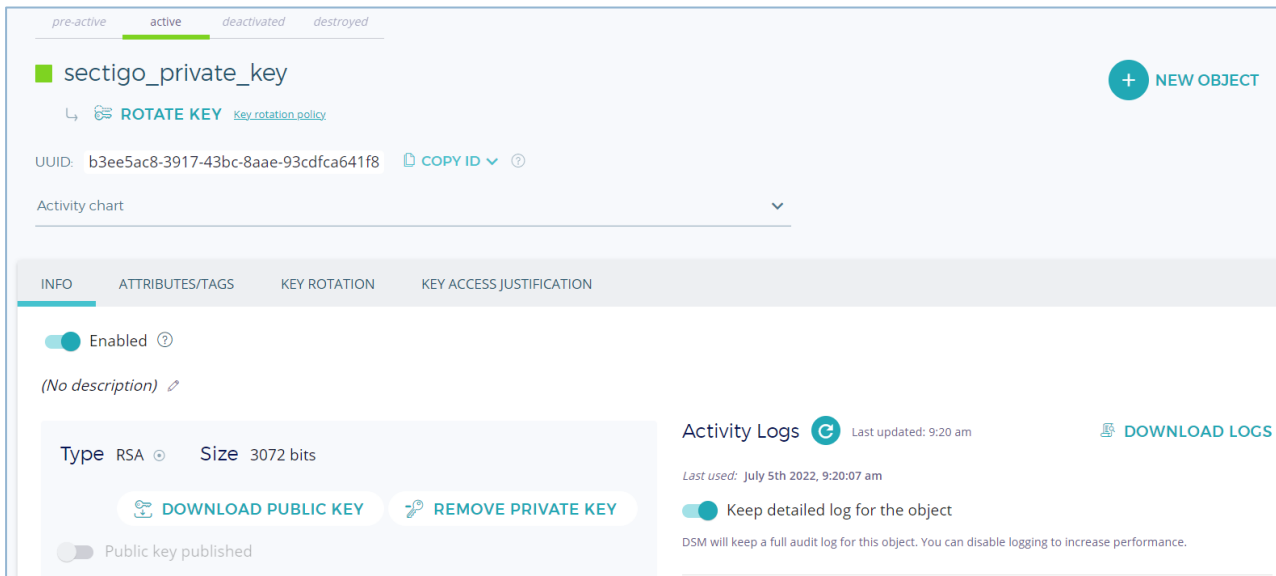 pre-active active deactivated destroyed
sectigo_private_key
NEW OBJECT
ROTATE KEY Key rotation policy
UUID: b3ee5ac8-3917-43bc-8aae-93cdfca641f8 COPY ID
Activity chart
INFO ATTRIBUTES/TAGS KEY ROTATION KEY ACCESS JUSTIFICATION
Enabled
(No description)
Type RSA Size 3072 bits
DOWNLOAD PUBLIC KEY REMOVE PRIVATE KEY
Public key published
Activity Logs Last updated: 9:20 am DOWNLOAD LOGS
Last used: July 5th 2022, 9:20:07 am
Keep detailed log for the object
DSM will keep a full audit log for this object. You can disable logging to increase performance.